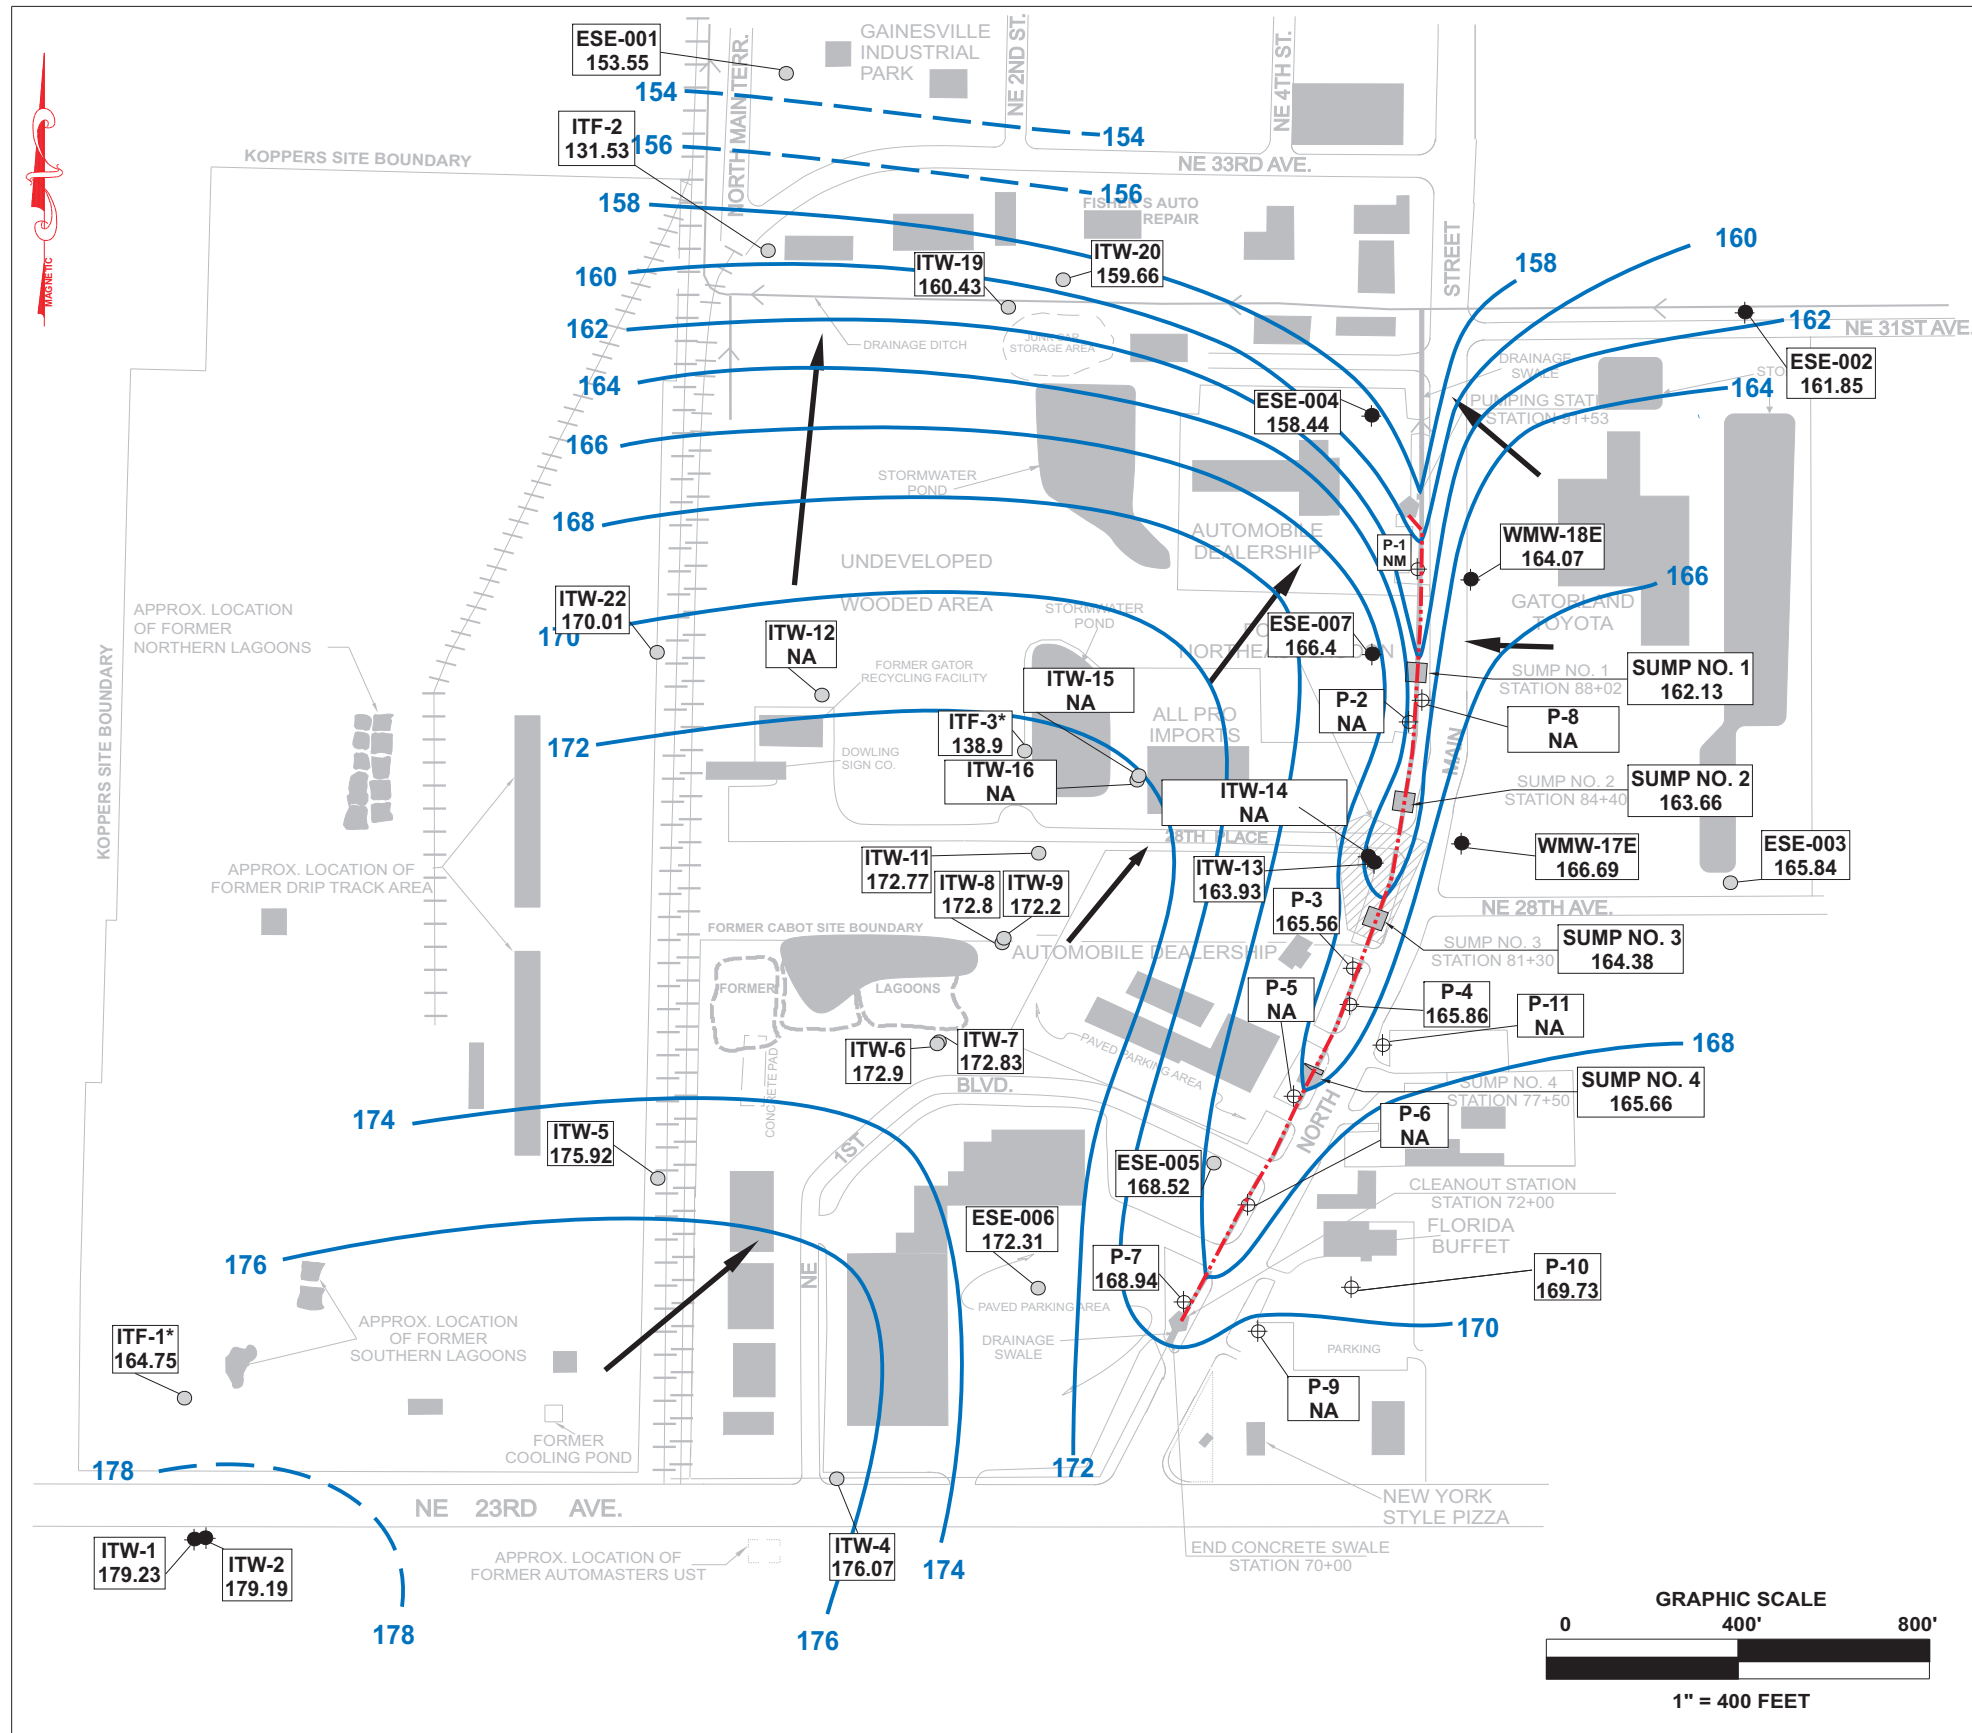 ESE-001
153.55
GAINESVILLE
INDUSTRIAL
PARK
NORTH MAIN TERR.
NE 2ND ST.
NE 4TH ST.
154
154
ITF-2
131.53
156
156
KOPPERS SITE BOUNDARY
NE 33RD AVE.
MAGNETIC
158
FISHER'S AUTO
REPAIR
STREET
160
158
160
ITW-19
160.43
ITW-20
159.66
162
162
NE 31ST AVE.
DRAINAGE DITCH
JUNK CAR
STORAGE AREA
DRAINAGE
SWALE
ESE-002
161.85
164
164
ESE-004
158.44
PUMPING STAT
STATION 91+53
STO
166
STORMWATER
POND
168
AUTOMOBILE
DEALERSHIP
P-1
NM
WMW-18E
164.07
UNDEVELOPED
WOODED AREA
166
APPROX. LOCATION
OF FORMER
NORTHERN LAGOONS
170
ITW-22
170.01
ITW-12
NA
STORMWATER
POND
ESE-007
166.4
GATORLAND
TOYOTA
FORMER GATOR
RECYCLING FACILITY
ITW-15
NA
SUMP NO. 1
STATION 88+02
SUMP NO. 1
162.13
P-2
NA
P-8
NA
172
ITF-3*
138.9
ALL PRO
IMPORTS
DOWLING
SIGN CO.
ITW-16
NA
ITW-14
NA
MAIN
SUMP NO. 2
STATION 84+40
SUMP NO. 2
163.66
KOPPERS SITE BOUNDARY
28TH PLACE
APPROX. LOCATION OF
FORMER DRIP TRACK AREA
ITW-11
172.77
ITW-8
172.8
ITW-9
172.2
ITW-13
163.93
WMW-17E
166.69
ESE-003
165.84
P-3
165.56
NE 28TH AVE.
FORMER CABOT SITE BOUNDARY
AUTOMOBILE DEALERSHIP
SUMP NO. 3
STATION 81+30
SUMP NO. 3
164.38
FORMER
LAGOONS
P-5
NA
P-4
165.86
P-11
NA
ITW-6
172.9
ITW-7
172.83
PAVED PARKING AREA
168
CONCRETE PAD
BLVD.
1ST
NE
SUMP NO. 4
STATION 77+50
SUMP NO. 4
165.66
174
NORTH
P-6
NA
ITW-5
175.92
ESE-005
168.52
CLEANOUT STATION
STATION 72+00
ESE-006
172.31
FLORIDA
BUFFET
176
P-7
168.94
P-10
169.73
PAVED PARKING AREA
ITF-1*
164.75
APPROX. LOCATION
OF FORMER
SOUTHERN LAGOONS
DRAINAGE
SWALE
170
PARKING
P-9
NA
FORMER
COOLING POND
178
172
NE 23RD AVE.
NEW YORK
STYLE PIZZA
ITW-1
179.23
ITW-2
179.19
APPROX. LOCATION OF
FORMER AUTOMASTERS UST
ITW-4
176.07
174
END CONCRETE SWALE
STATION 70+00
178
176
GRAPHIC SCALE
0 400' 800'
1" = 400 FEET